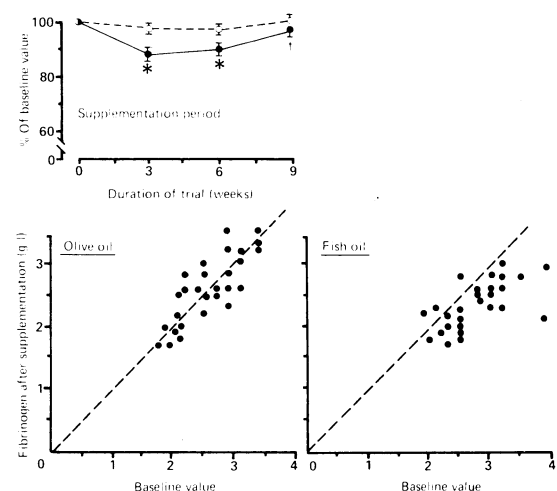 % Of baseline value
100
80
60
0
Supplementation period
0 3 6 9
Duration of trial (weeks)
Fibrinogen after supplementation (g l)
Olive oil
3
2
1
0 1 2 3 4
Baseline value
Fish oil
0 1 2 3 4
Baseline value